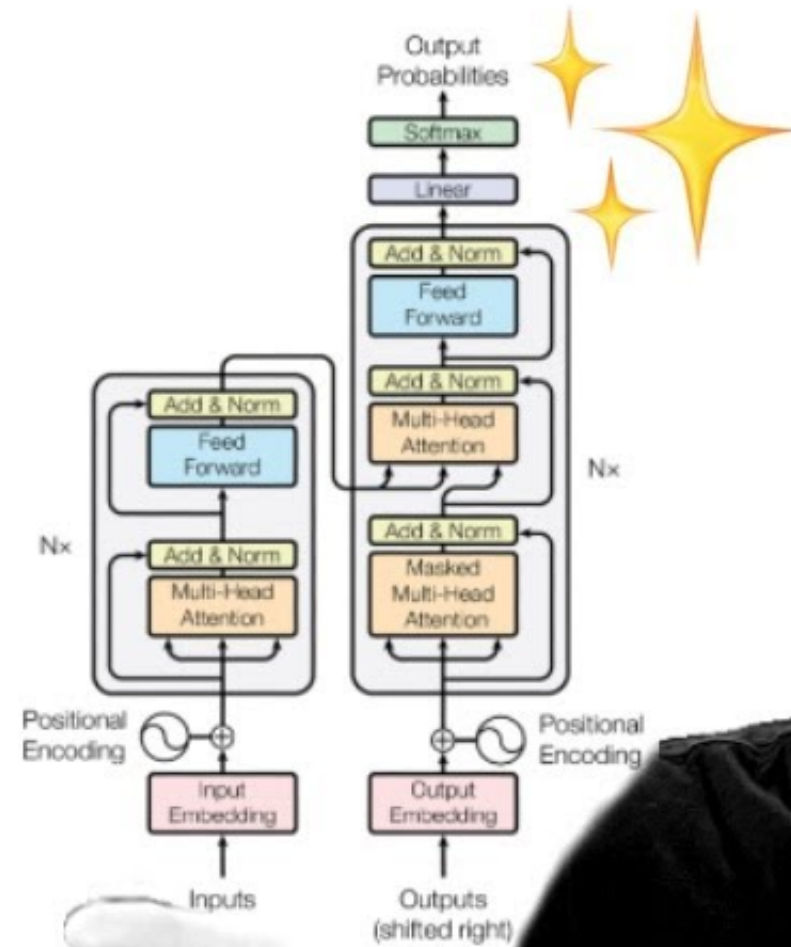 Output
Probabilities
Softmax
Linear
Add & Norm
Feed
Forward
Add & Norm
Multi-Head
Attention
Nx
Add & Norm
Masked
Multi-Head
Attention
Add & Norm
Feed
Forward
Nx
Add & Norm
Multi-Head
Attention
Positional
Encoding
Positional
Encoding
Input
Embedding
Output
Embedding
Inputs
Outputs
(shifted right)